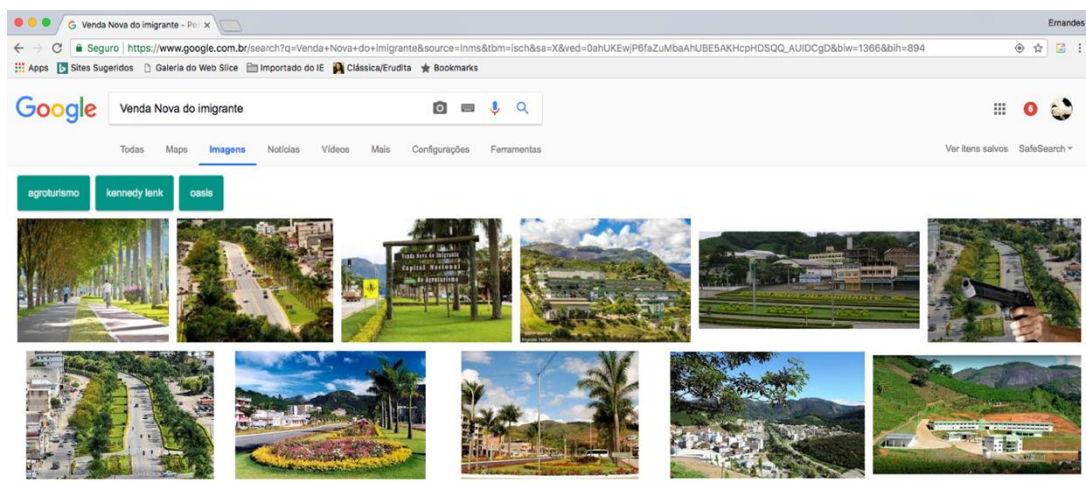 Venda Nova do imigrante - Pes
Ernandes
Seguro | https://www.google.com.br/search?q=Venda+Nova+do+imigrante&source=lnms&tbm=isch&sa=X&ved=0ahUKEwjP6faZuMbaAhUBE5AKHcpHDSQQ_AUIDCgD&biw=1366&bih=894
Apps Sites Sugeridos Galeria do Web Slice Importado do IE Clássica/Erudita Bookmarks
Google Venda Nova do imigrante 6
Todas Maps Imagens Notícias Vídeos Mais Configurações Ferramentas Ver itens salvos SafeSearch
agroturismo kennedy lenk oasis
Venda Nova do Imigrante
Capital Nacional
do Agroturismo